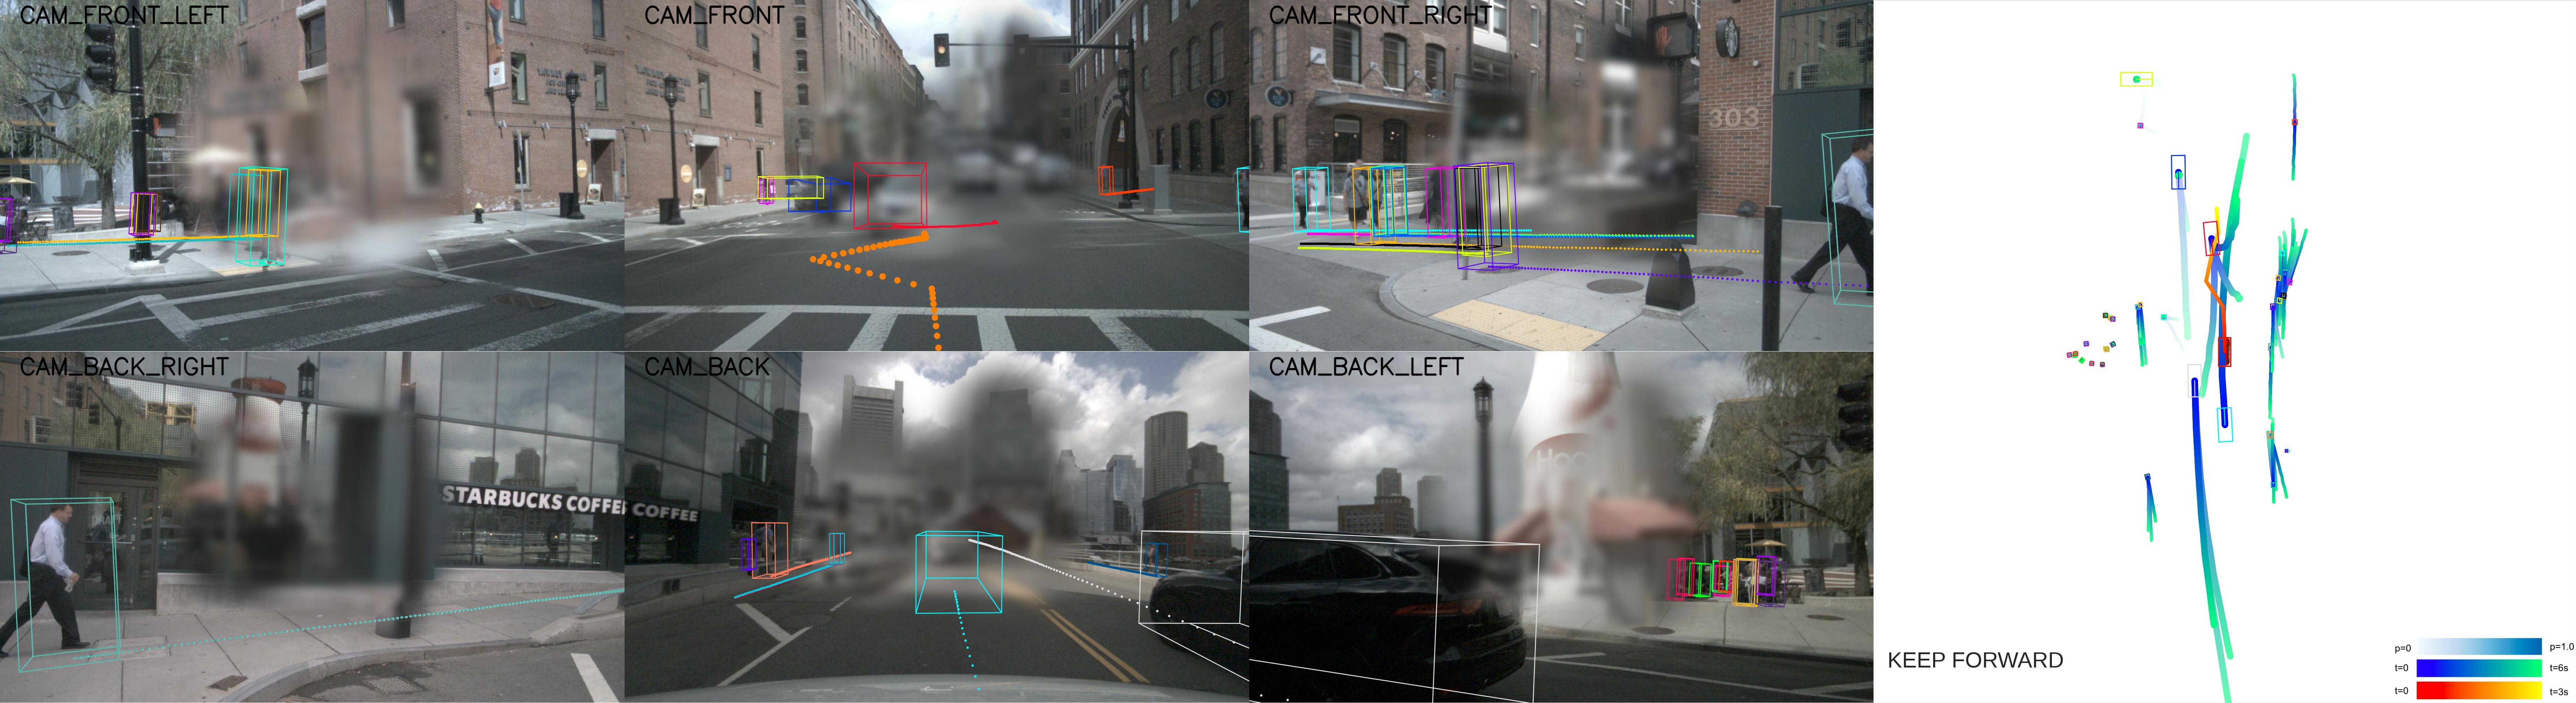 CAM_FRONT_LEFT
CAM_FRONT
CAM_FRONT_RIGHT
303
CAM_BACK_RIGHT
STARBUCKS COFFEE
CAM_BACK
COFFEE
CAM_BACK_LEFT
Hoo
KEEP FORWARD
p=0
p=1.0
t=0
t=6s
t=0
t=3s